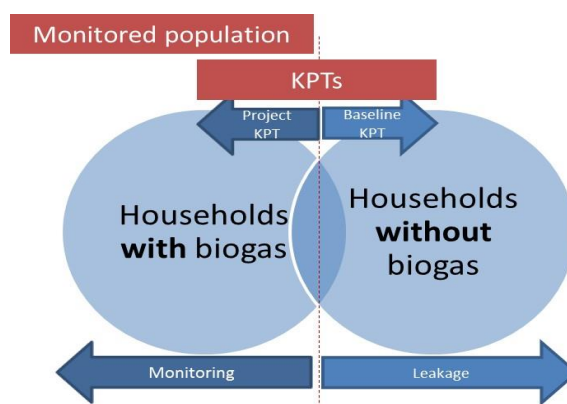 Monitored population
KPTs
Project
KPT
Baseline
KPT
Households
with biogas
Households
without
biogas
Monitoring
Leakage